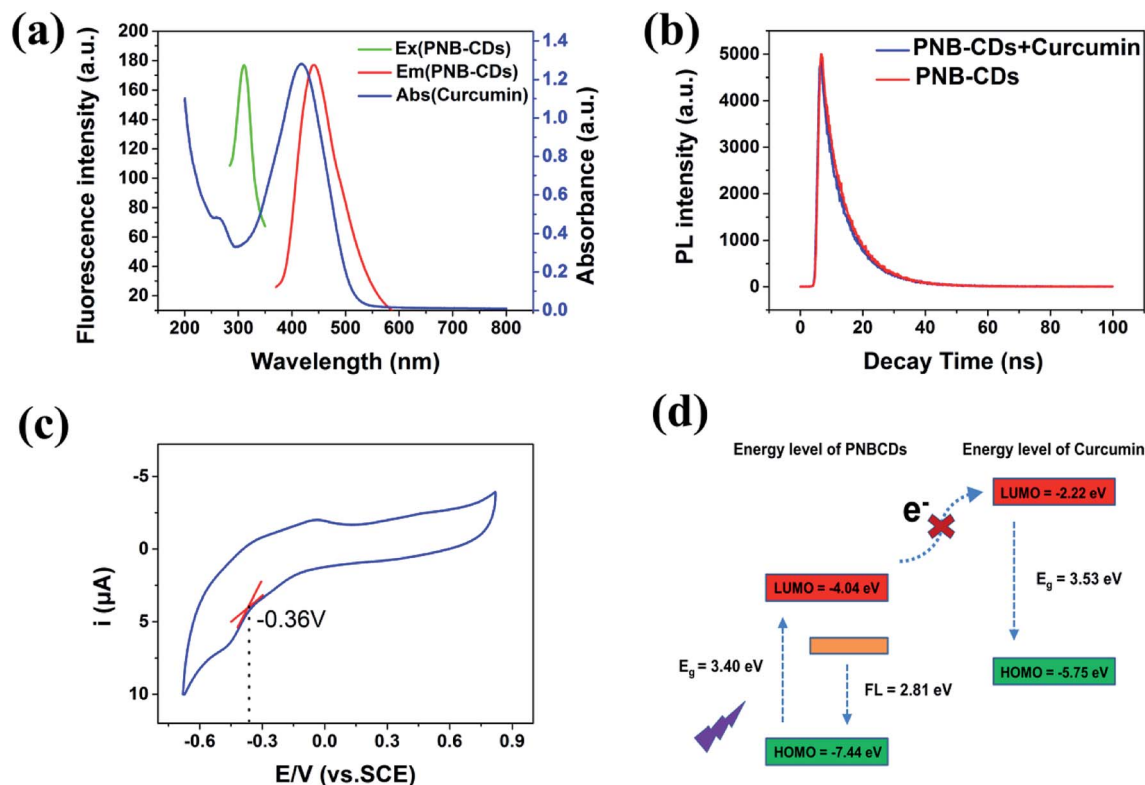 (a)
Fluorescence intensity (a.u.)
200
180
160
140
120
100
80
60
40
20
Ex(PNB-CDs)
Em(PNB-CDs)
Abs(Curcumin)
1.4
1.2
1.0
0.8
0.6
0.4
0.2
0.0
Absorbance (a.u.)
200 300 400 500 600 700 800
Wavelength (nm)
(b)
PL intensity (a.u.)
5000
4000
3000
2000
1000
0
PNB-CDs+Curcumin
PNB-CDs
0 20 40 60 80 100
Decay Time (ns)
(c)
i (μA)
-5
0
5
10
-0.36V
-0.6 -0.3 0.0 0.3 0.6 0.9
E/V (vs.SCE)
(d)
Energy level of PNBCDs
Energy level of Curcumin
LUMO = -2.22 eV
e-
Eg = 3.53 eV
LUMO = -4.04 eV
Eg = 3.40 eV
FL = 2.81 eV
HOMO = -5.75 eV
HOMO = -7.44 eV